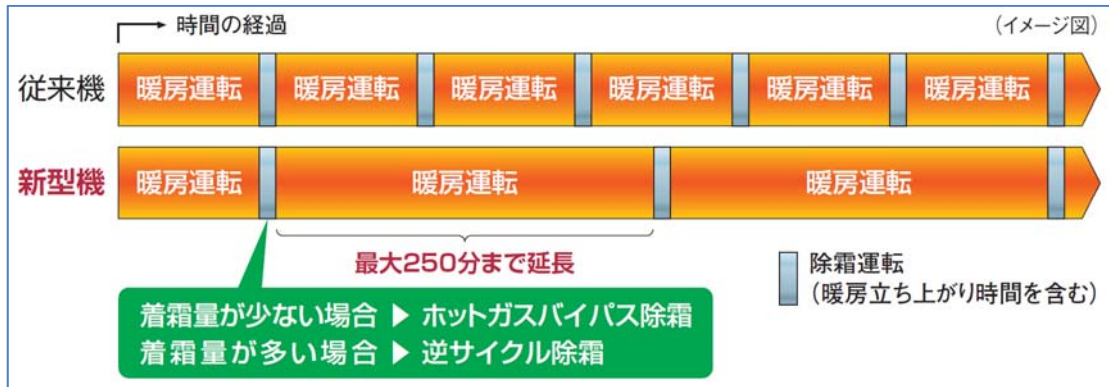 時間の経過
(イメージ図)
従来機
暖房運転 暖房運転 暖房運転 暖房運転 暖房運転 暖房運転
新型機
暖房運転 暖房運転 暖房運転
最大250分まで延長
除霜運転
(暖房立ち上がり時間を含む)
着霜量が少ない場合 ▶ ホットガスバイパス除霜
着霜量が多い場合 ▶ 逆サイクル除霜